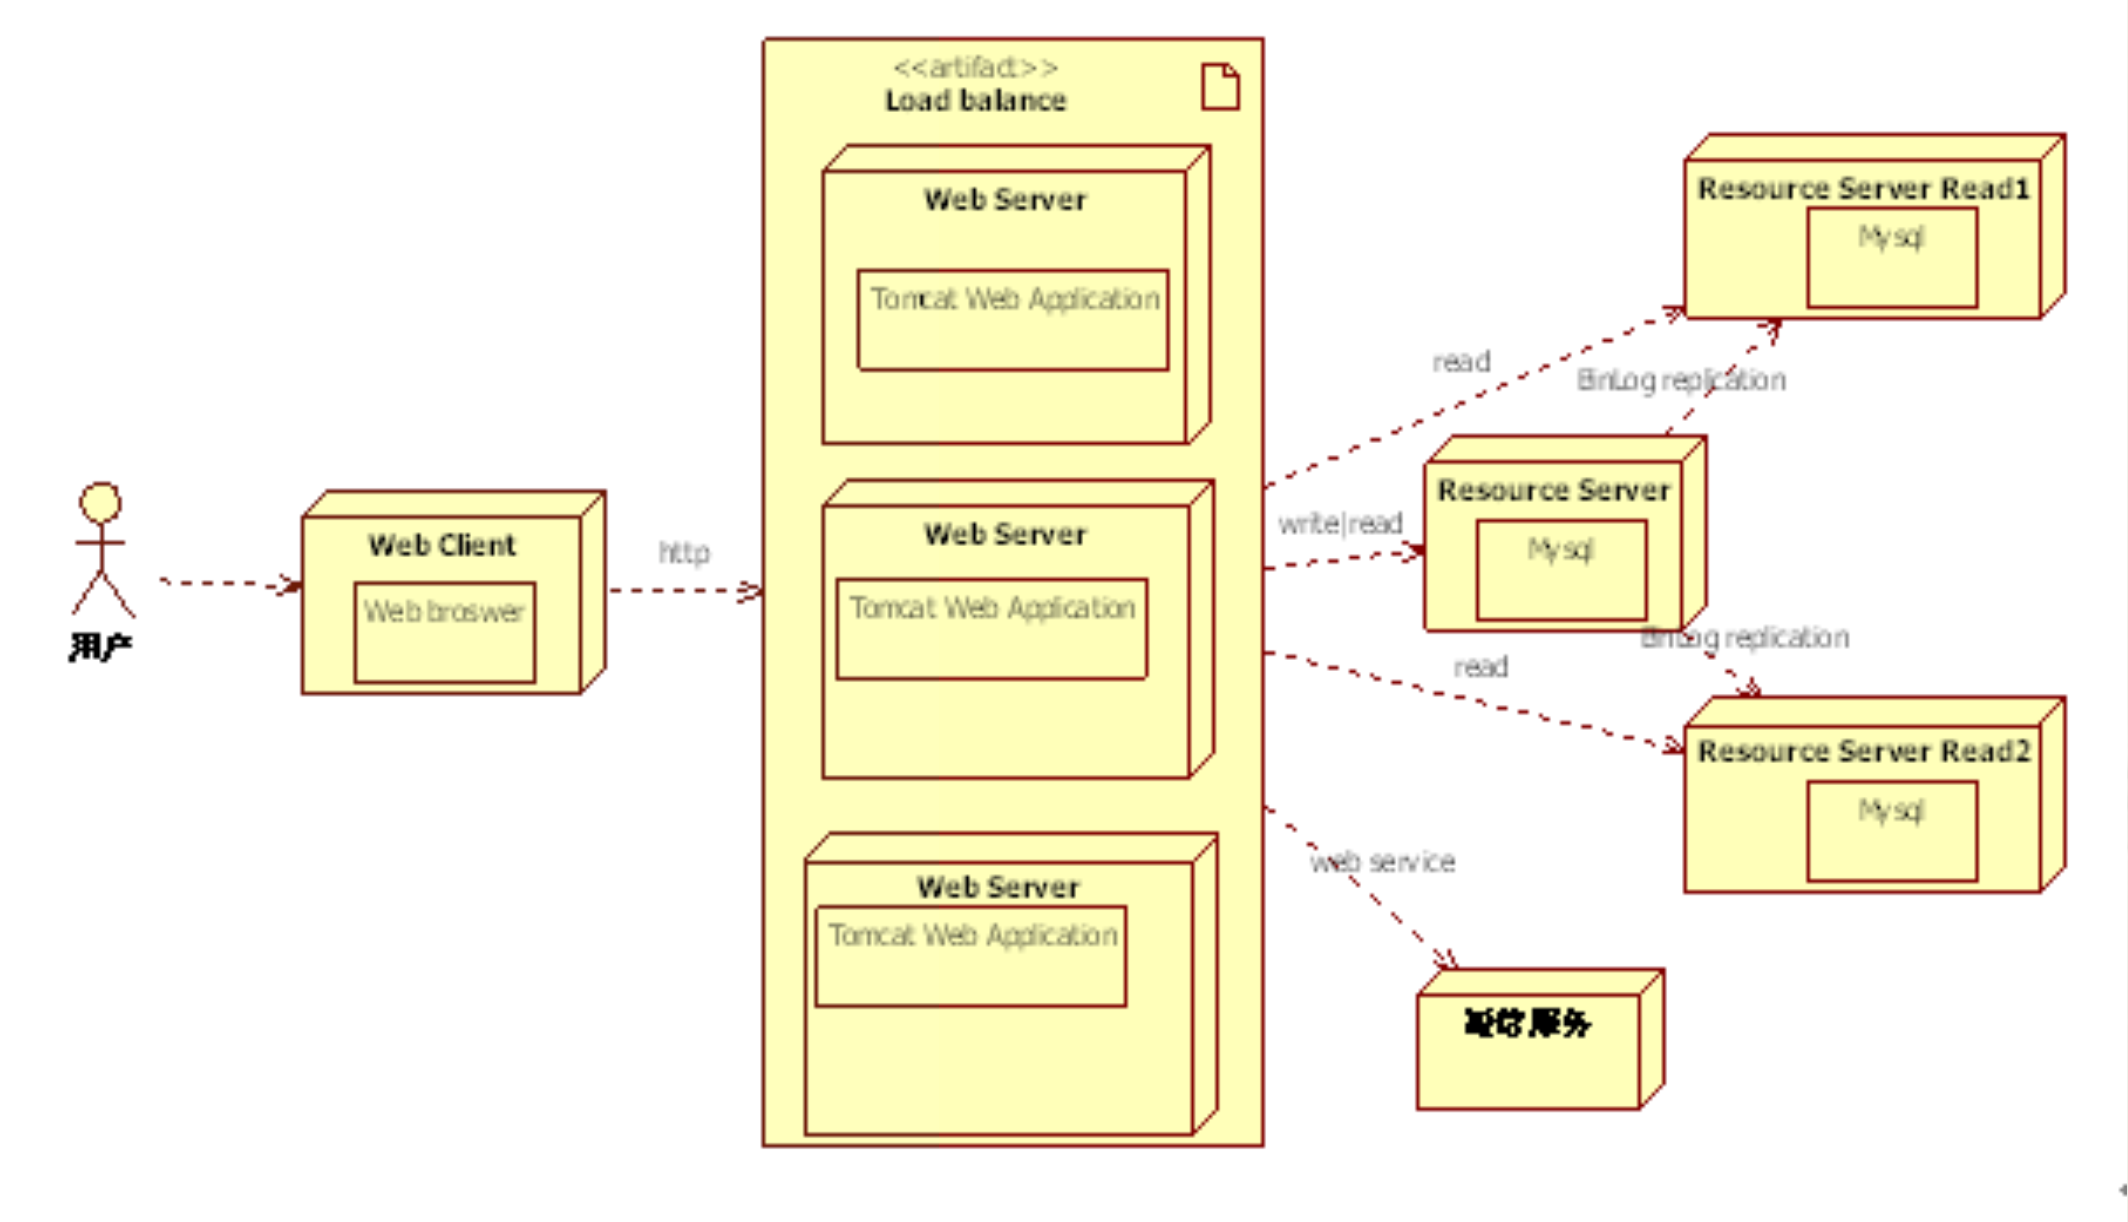 <<artifact>>
Load balance
Web Server
Tomcat Web Application
Web Server
Tomcat Web Application
Web Server
Tomcat Web Application
用户
Web Client
Web broswer
http
read
BinLog replication
write|read
BinLog replication
read
web service
Resource Server Read1
Mysql
Resource Server
Mysql
Resource Server Read2
Mysql
服务